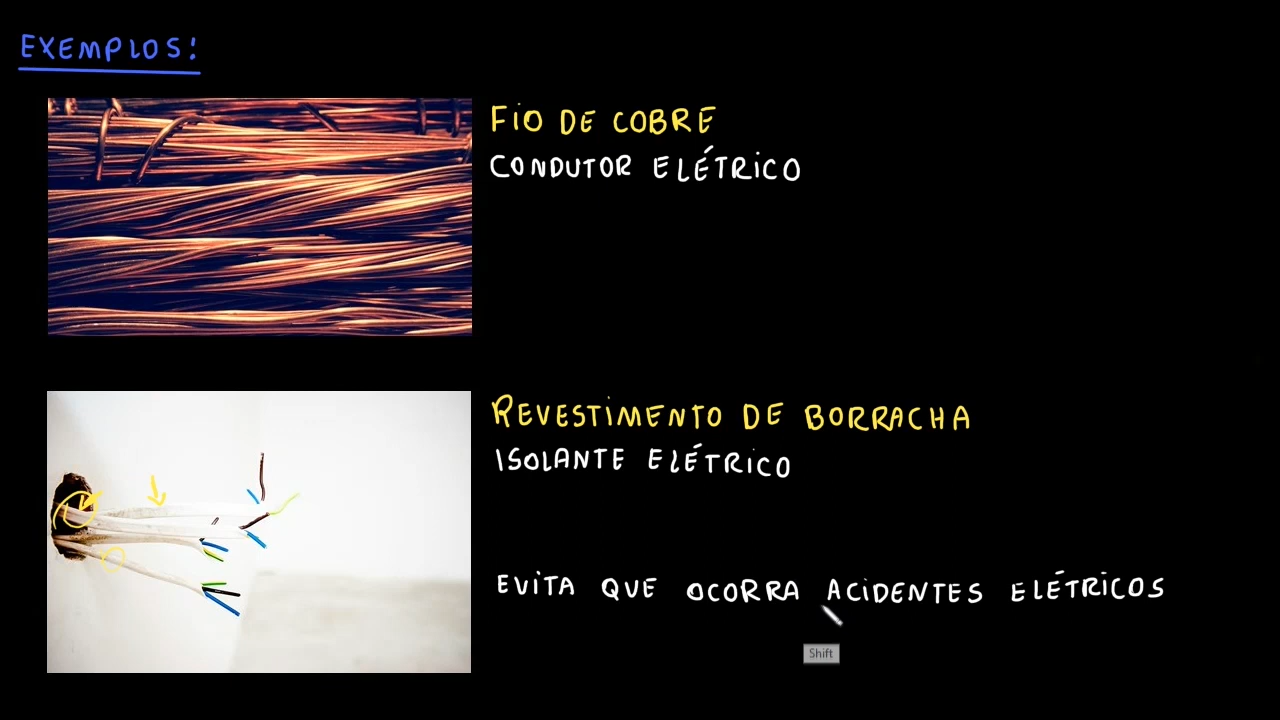 EXEMPLOS!
FIO DE COBRE
CONDUTOR ELÉTRICO
REVESTIMENTO DE BORRACHA
ISOLANTE ELÉTRICO
EVITA QUE OCORRA ACIDENTES ELÉTRICOS
Shift